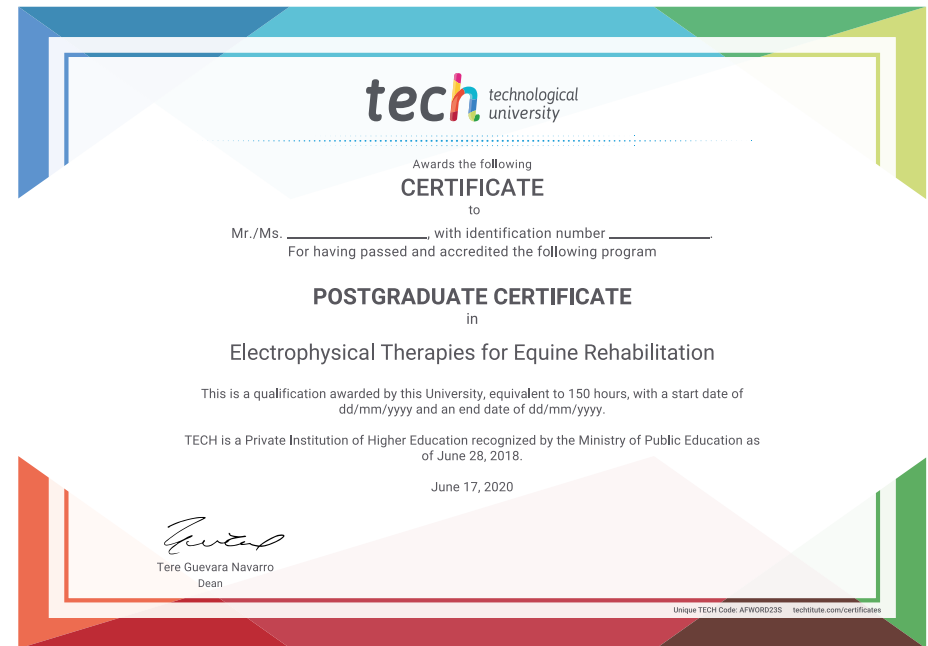 tech technological
university
Awards the following
CERTIFICATE
to
Mr./Ms. ____________________, with identification number ______________.
For having passed and accredited the following program
POSTGRADUATE CERTIFICATE
in
Electrophysical Therapies for Equine Rehabilitation
This is a qualification awarded by this University, equivalent to 150 hours, with a start date of
dd/mm/yyyy and an end date of dd/mm/yyyy.
TECH is a Private Institution of Higher Education recognized by the Ministry of Public Education as
of June 28, 2018.
June 17, 2020
Tere Guevara Navarro
Dean
Unique TECH Code: AFWORD23S techtitute.com/certificates